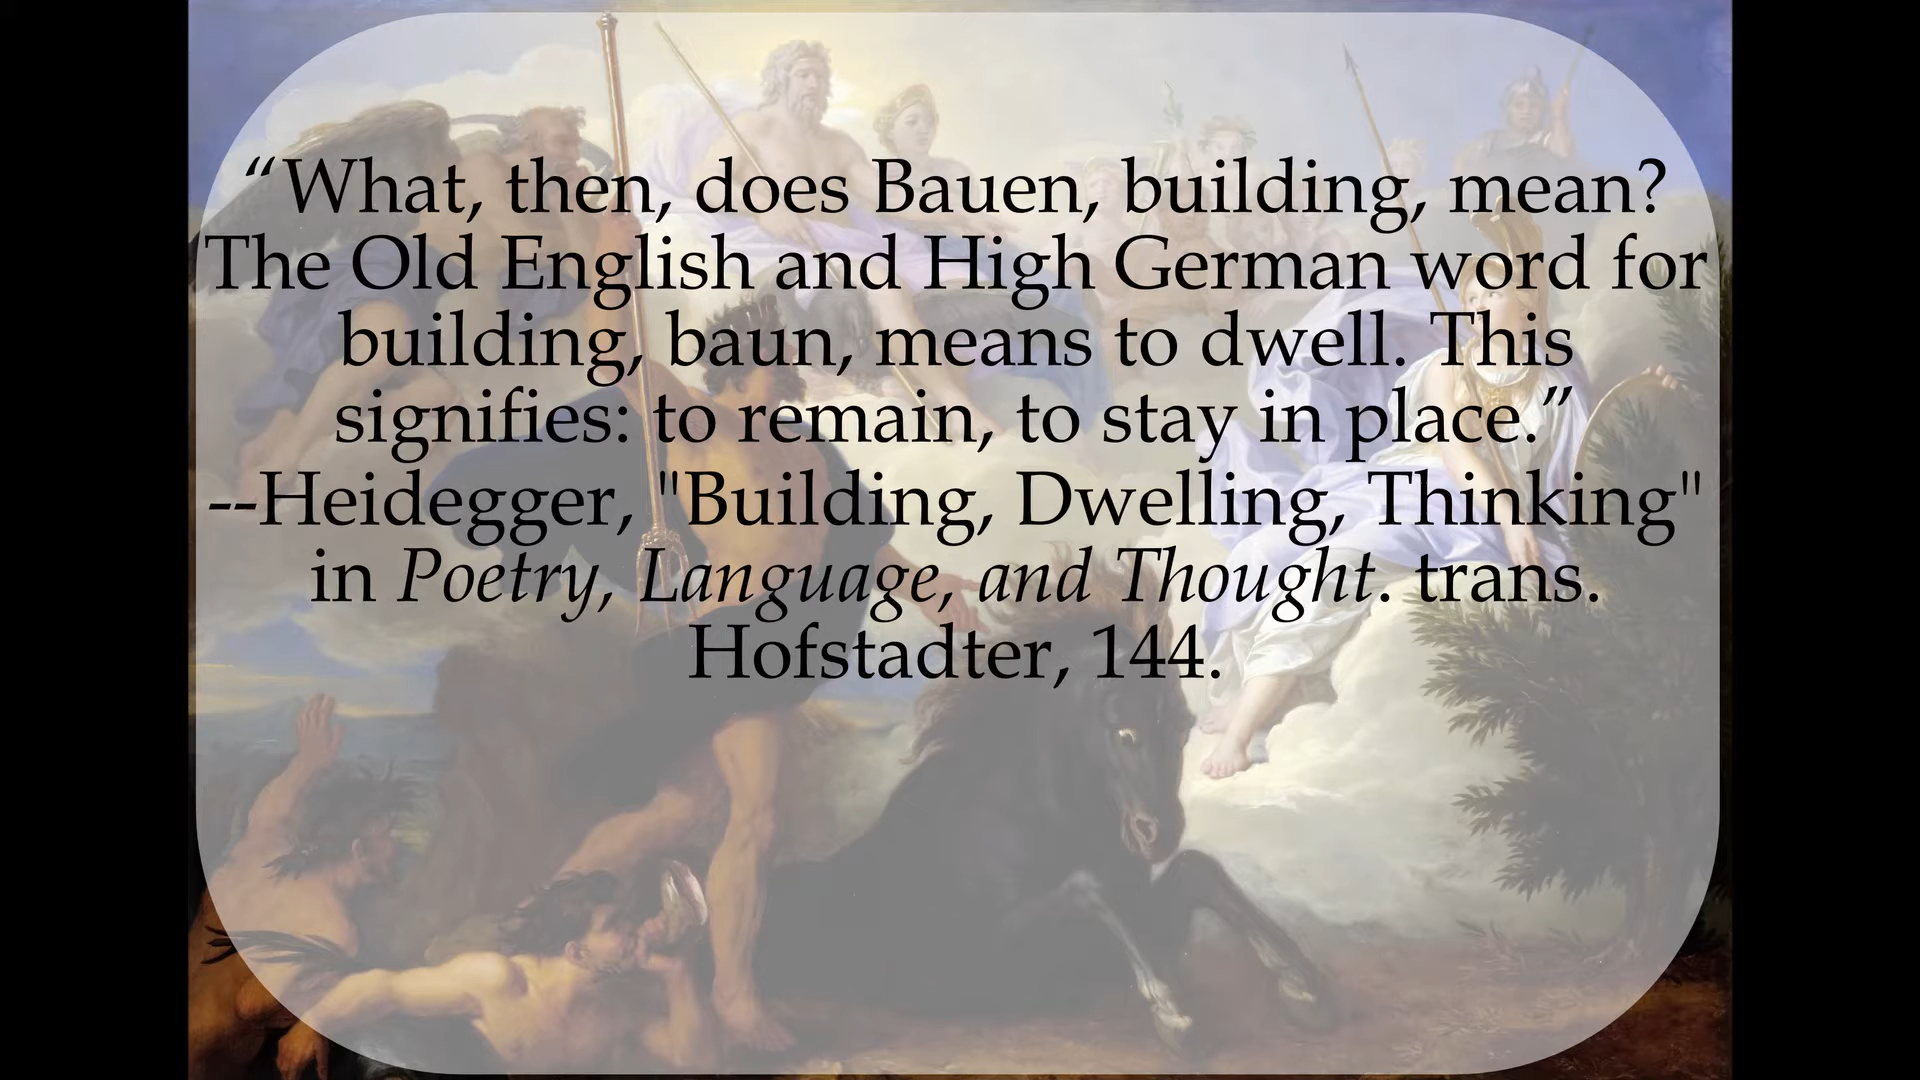 “What, then, does Bauen, building, mean?
The Old English and High German word for
building, baun, means to dwell. This
signifies: to remain, to stay in place.”
--Heidegger, "Building, Dwelling, Thinking"
in Poetry, Language, and Thought. trans.
Hofstadter, 144.